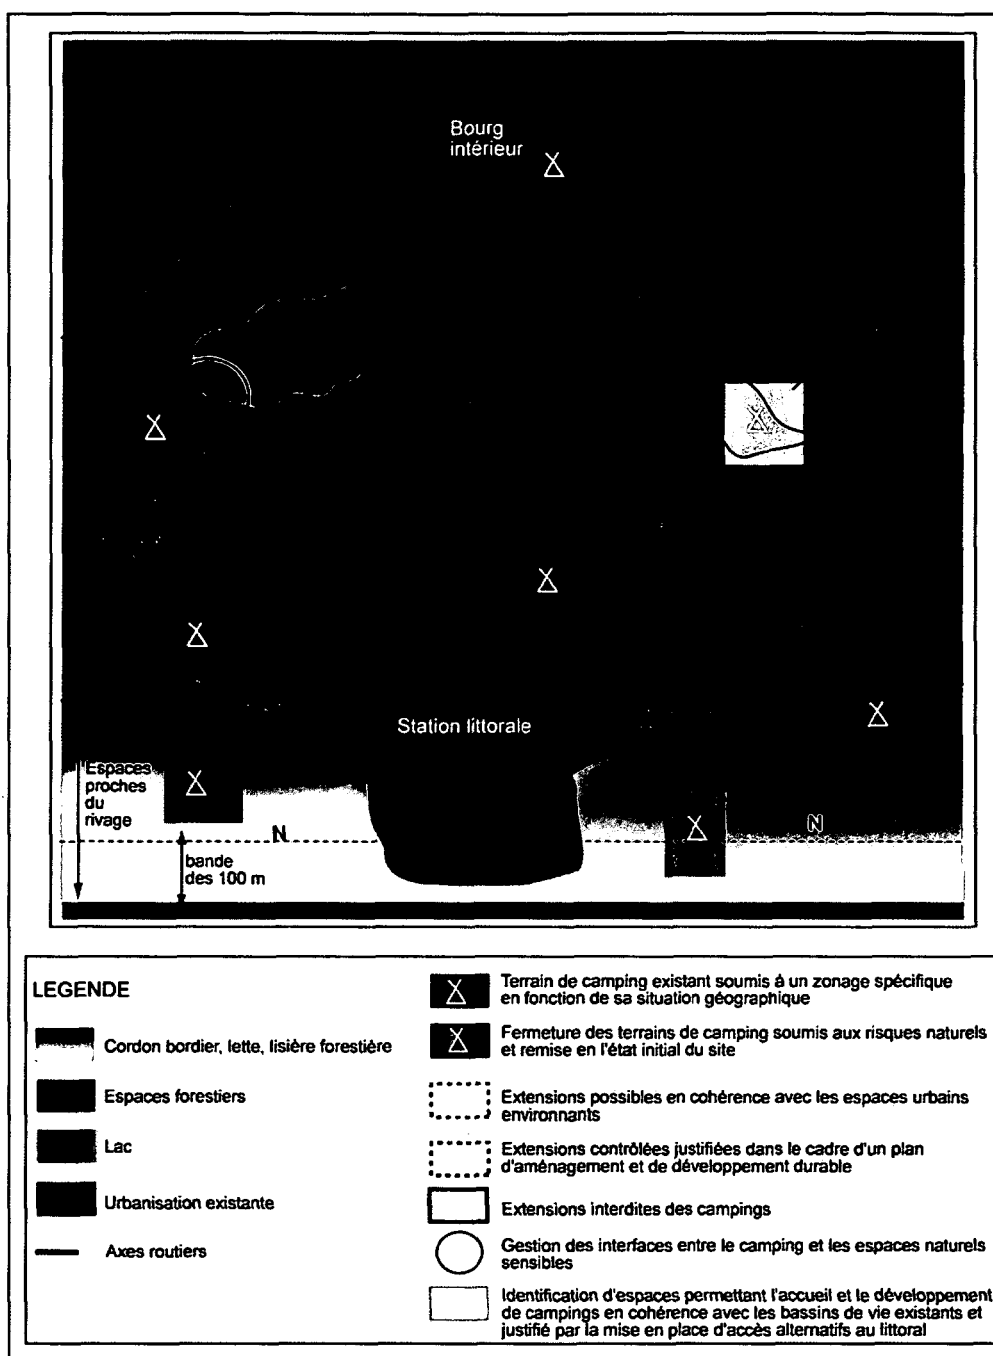 Bourg
intérieur
Station littorale
Espaces
proches
du
rivage
N
N
bande
des 100 m
LEGENDE
Cordon bordier, lette, lisière forestière
Espaces forestiers
Lac
Urbanisation existante
Axes routiers
Terrain de camping existant soumis à un zonage spécifique
en fonction de sa situation géographique
Fermeture des terrains de camping soumis aux risques naturels
et remise en l'état initial du site
Extensions possibles en cohérence avec les espaces urbains
environnants
Extensions contrôlées justifiées dans le cadre d'un plan
d'aménagement et de développement durable
Extensions interdites des campings
Gestion des interfaces entre le camping et les espaces naturels
sensibles
Identification d'espaces permettant l'accueil et le développement
de campings en cohérence avec les bassins de vie existants et
justifié par la mise en place d'accès alternatifs au littoral